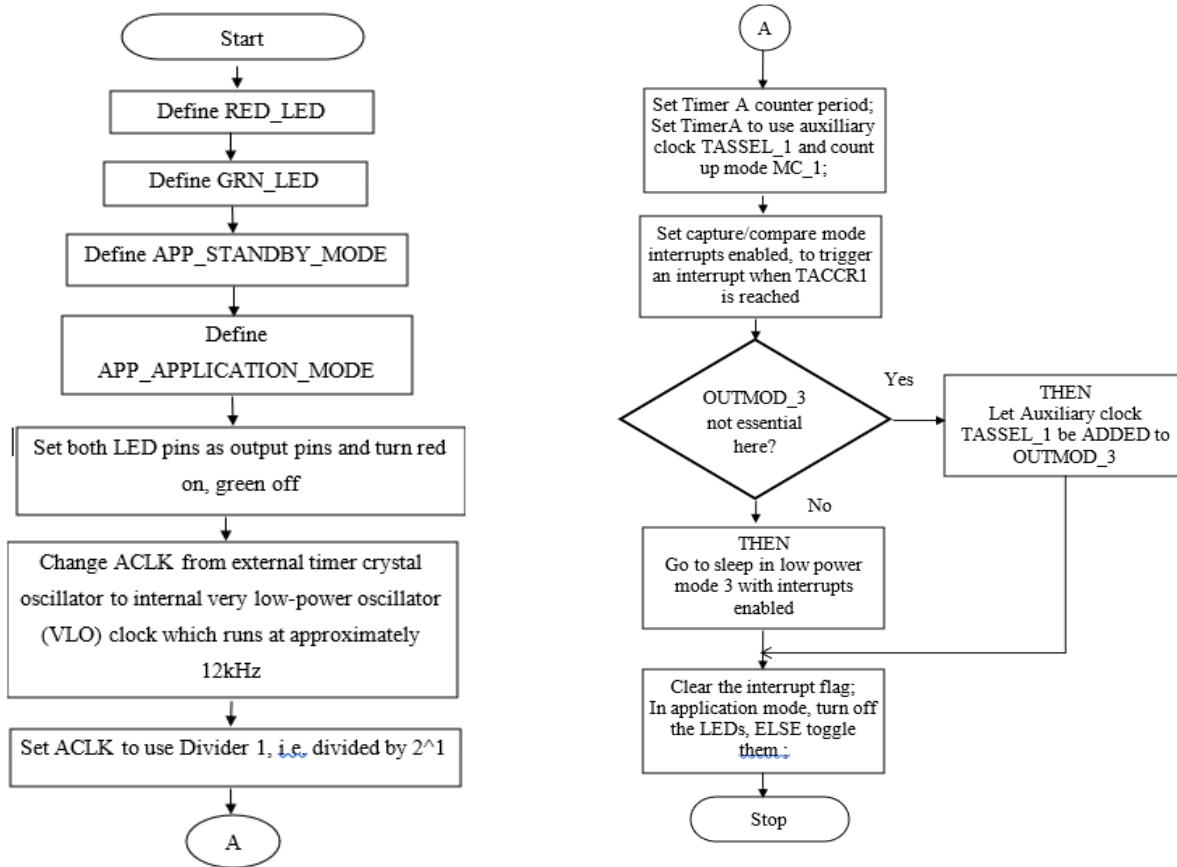 Start
Define RED_LED
Define GRN_LED
Define APP_STANDBY_MODE
Define
APP_APPLICATION_MODE
Set both LED pins as output pins and turn red
on, green off
Change ACLK from external timer crystal
oscillator to internal very low-power oscillator
(VLO) clock which runs at approximately
12kHz
Set ACLK to use Divider 1, i.e. divided by 2^1
A
A
Set Timer A counter period;
Set TimerA to use auxilliary
clock TASSEL_1 and count
up mode MC_1;
Set capture/compare mode
interrupts enabled, to trigger
an interrupt when TACCR1
is reached
OUTMOD_3
not essential
here?
Yes
THEN
Let Auxiliary clock
TASSEL_1 be ADDED to
OUTMOD_3
No
THEN
Go to sleep in low power
mode 3 with interrupts
enabled
Clear the interrupt flag;
In application mode, turn off
the LEDs, ELSE toggle
them ;
Stop